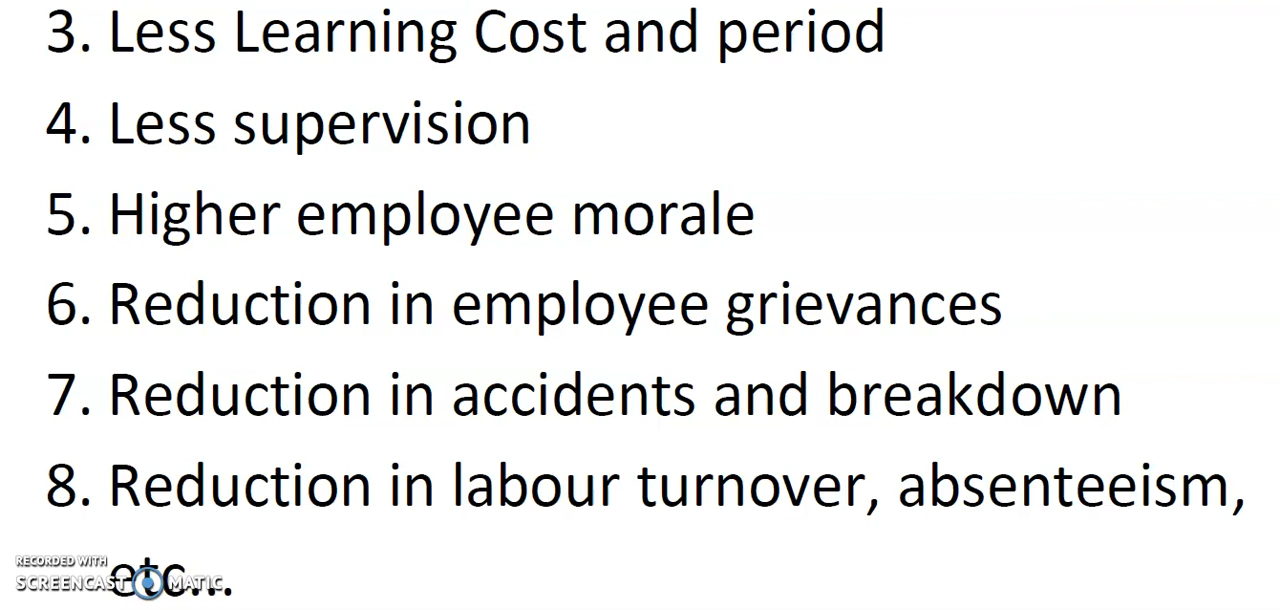 3. Less Learning Cost and period
4. Less supervision
5. Higher employee morale
6. Reduction in employee grievances
7. Reduction in accidents and breakdown
8. Reduction in labour turnover, absenteeism,
etc...
RECORDED WITH
SCREENCAST MATIC